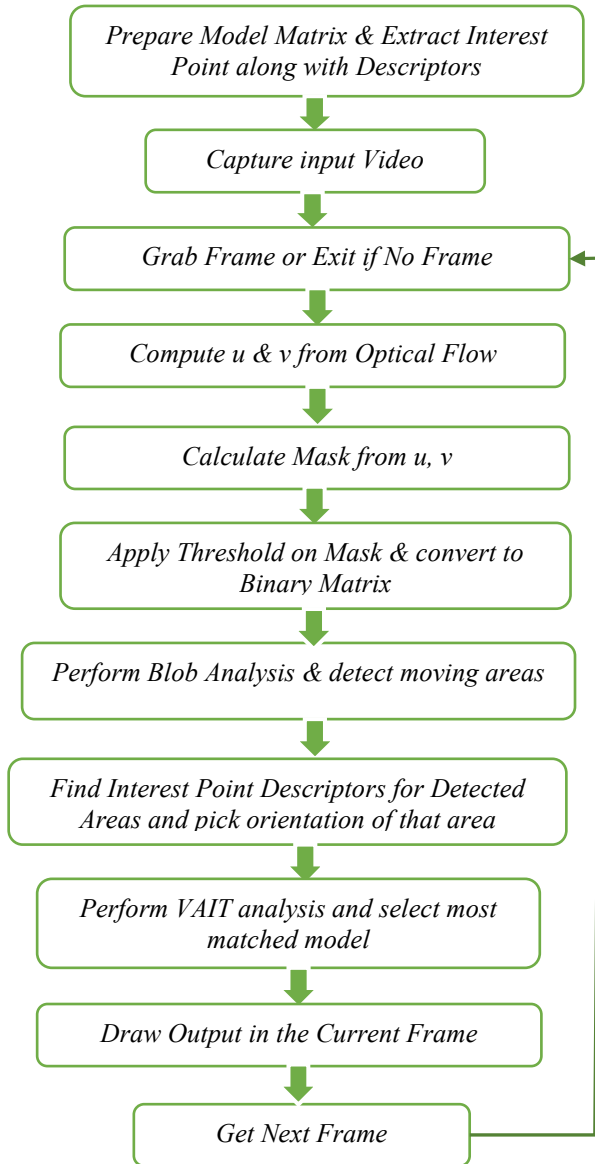 Prepare Model Matrix & Extract Interest
Point along with Descriptors
Capture input Video
Grab Frame or Exit if No Frame
Compute u & v from Optical Flow
Calculate Mask from u, v
Apply Threshold on Mask & convert to
Binary Matrix
Perform Blob Analysis & detect moving areas
Find Interest Point Descriptors for Detected
Areas and pick orientation of that area
Perform VAIT analysis and select most
matched model
Draw Output in the Current Frame
Get Next Frame